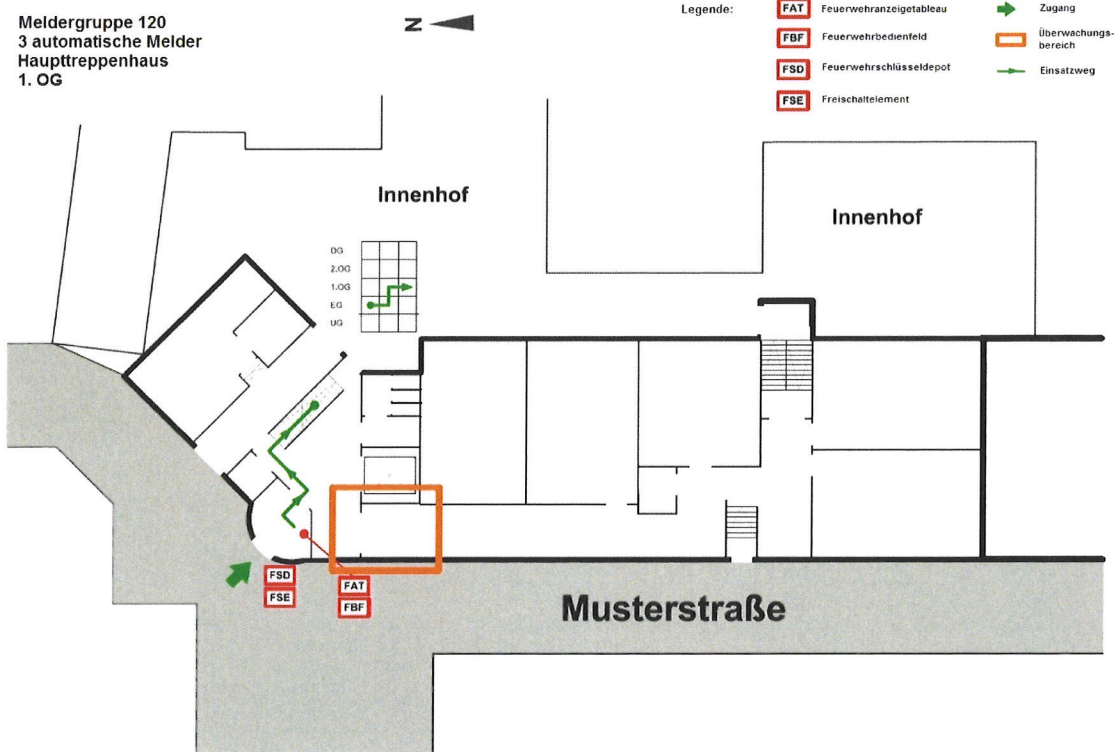 Meldergruppe 120
3 automatische Melder
Haupttreppenhaus
1. OG
N
Legende:
FAT Feuerwehranzeigetableau
FBF Feuerwehrbedienfeld
FSD Feuerwehrschlüsseldepot
FSE Freischaltelement
Zugang
Überwachungs-
bereich
Einsatzweg
Innenhof
Innenhof
DG
2.OG
1.OG
EG
UG
FSD
FSE
FAT
FBF
Musterstraße